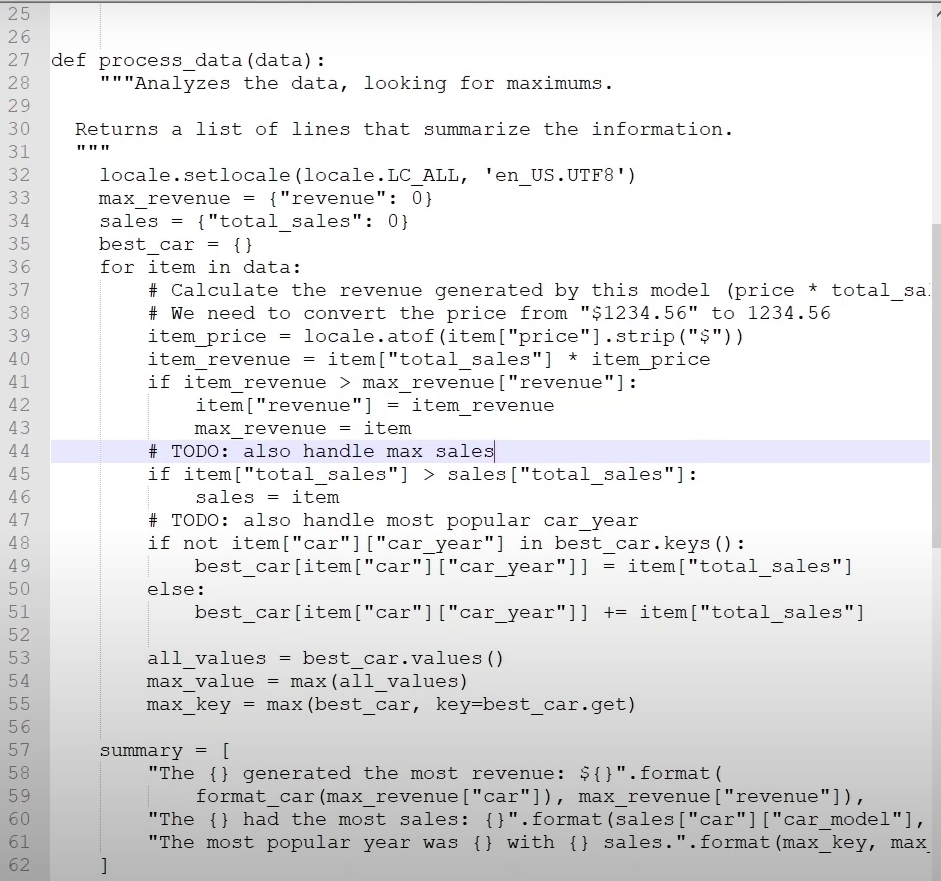 25
26
27 def process_data(data):
28     """Analyzes the data, looking for maximums.
29
30   Returns a list of lines that summarize the information.
31   """
32     locale.setlocale(locale.LC_ALL, 'en_US.UTF8')
33     max_revenue = {"revenue": 0}
34     sales = {"total_sales": 0}
35     best_car = {}
36     for item in data:
37         # Calculate the revenue generated by this model (price * total_sa
38         # We need to convert the price from "$1234.56" to 1234.56
39         item_price = locale.atof(item["price"].strip("$"))
40         item_revenue = item["total_sales"] * item_price
41         if item_revenue > max_revenue["revenue"]:
42             item["revenue"] = item_revenue
43             max_revenue = item
44         # TODO: also handle max sales
45         if item["total_sales"] > sales["total_sales"]:
46             sales = item
47         # TODO: also handle most popular car_year
48         if not item["car"]["car_year"] in best_car.keys():
49             best_car[item["car"]["car_year"]] = item["total_sales"]
50         else:
51             best_car[item["car"]["car_year"]] += item["total_sales"]
52
53         all_values = best_car.values()
54         max_value = max(all_values)
55         max_key = max(best_car, key=best_car.get)
56
57     summary = [
58         "The {} generated the most revenue: ${}".format(
59             format_car(max_revenue["car"]), max_revenue["revenue"]),
60         "The {} had the most sales: {}".format(sales["car"]["car_model"],
61         "The most popular year was {} with {} sales.".format(max_key, max_
62     ]